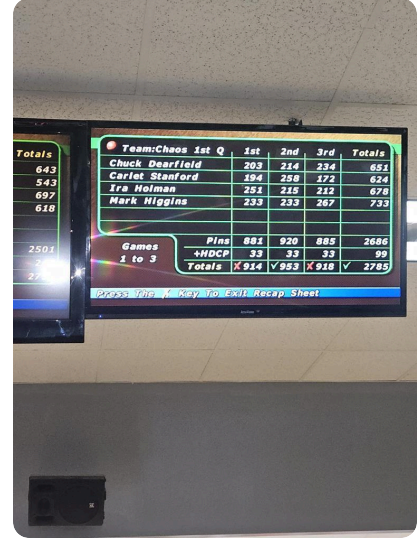 Totals
643
543
697
618
2501
Team:Chaos 1st Q 1st 2nd 3rd Totals
Chuck Dearfield 203 214 234 651
Carlet Stanford 194 258 172 624
Ira Holman 251 215 212 678
Mark Higgins 233 233 267 733
Games
1 to 3
Pins 881 920 885 2686
+HDCP 33 33 33 99
Totals ✗ 914 ✓ 953 ✗ 918 ✓ 2785
Press The X Key To Exit Recap Sheet